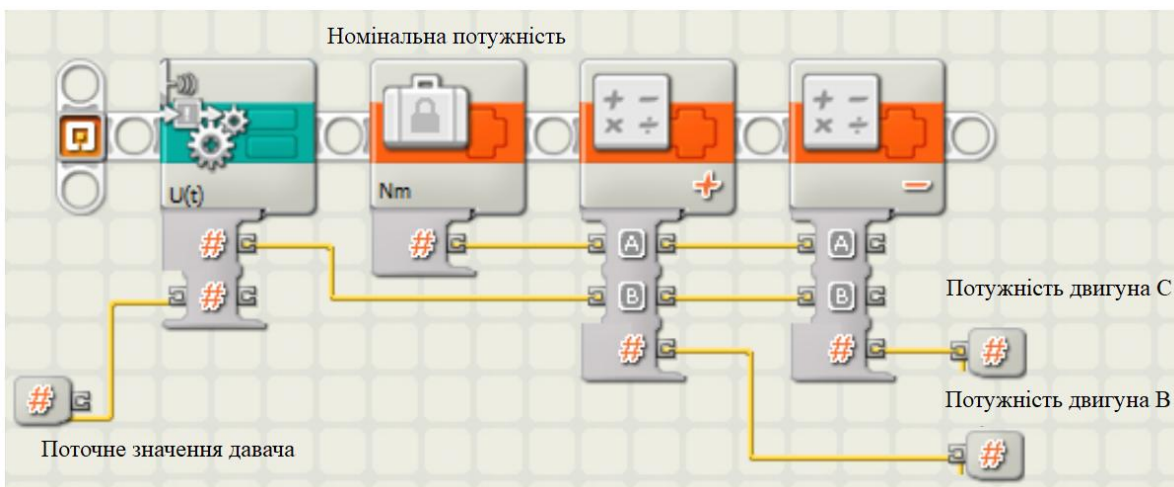 Номінальна потужність
U(t)
Nm
+
−
#
#
A
A
#
B
B
Потужність двигуна C
#
#
#
#
Потужність двигуна B
Поточне значення давача
#